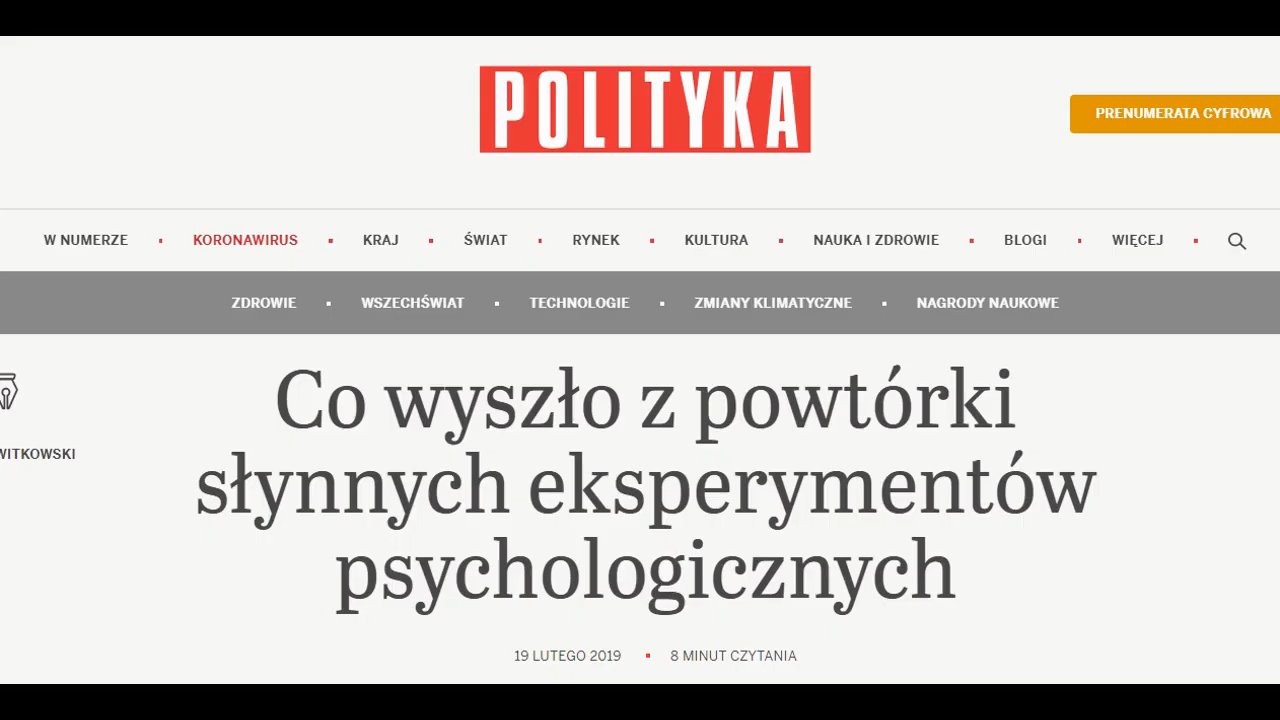 POLITYKA
PRENUMERATA CYFROWA
W NUMERZE KORONAWIRUS KRAJ ŚWIAT RYNEK KULTURA NAUKA I ZDROWIE BLOGI WIĘCEJ
ZDROWIE WSZECHŚWIAT TECHNOLOGIE ZMIANY KLIMATYCZNE NAGRODY NAUKOWE
Co wyszło z powtórki
słynnych eksperymentów
psychologicznych
WITKOWSKI
19 LUTEGO 2019 8 MINUT CZYTANIA